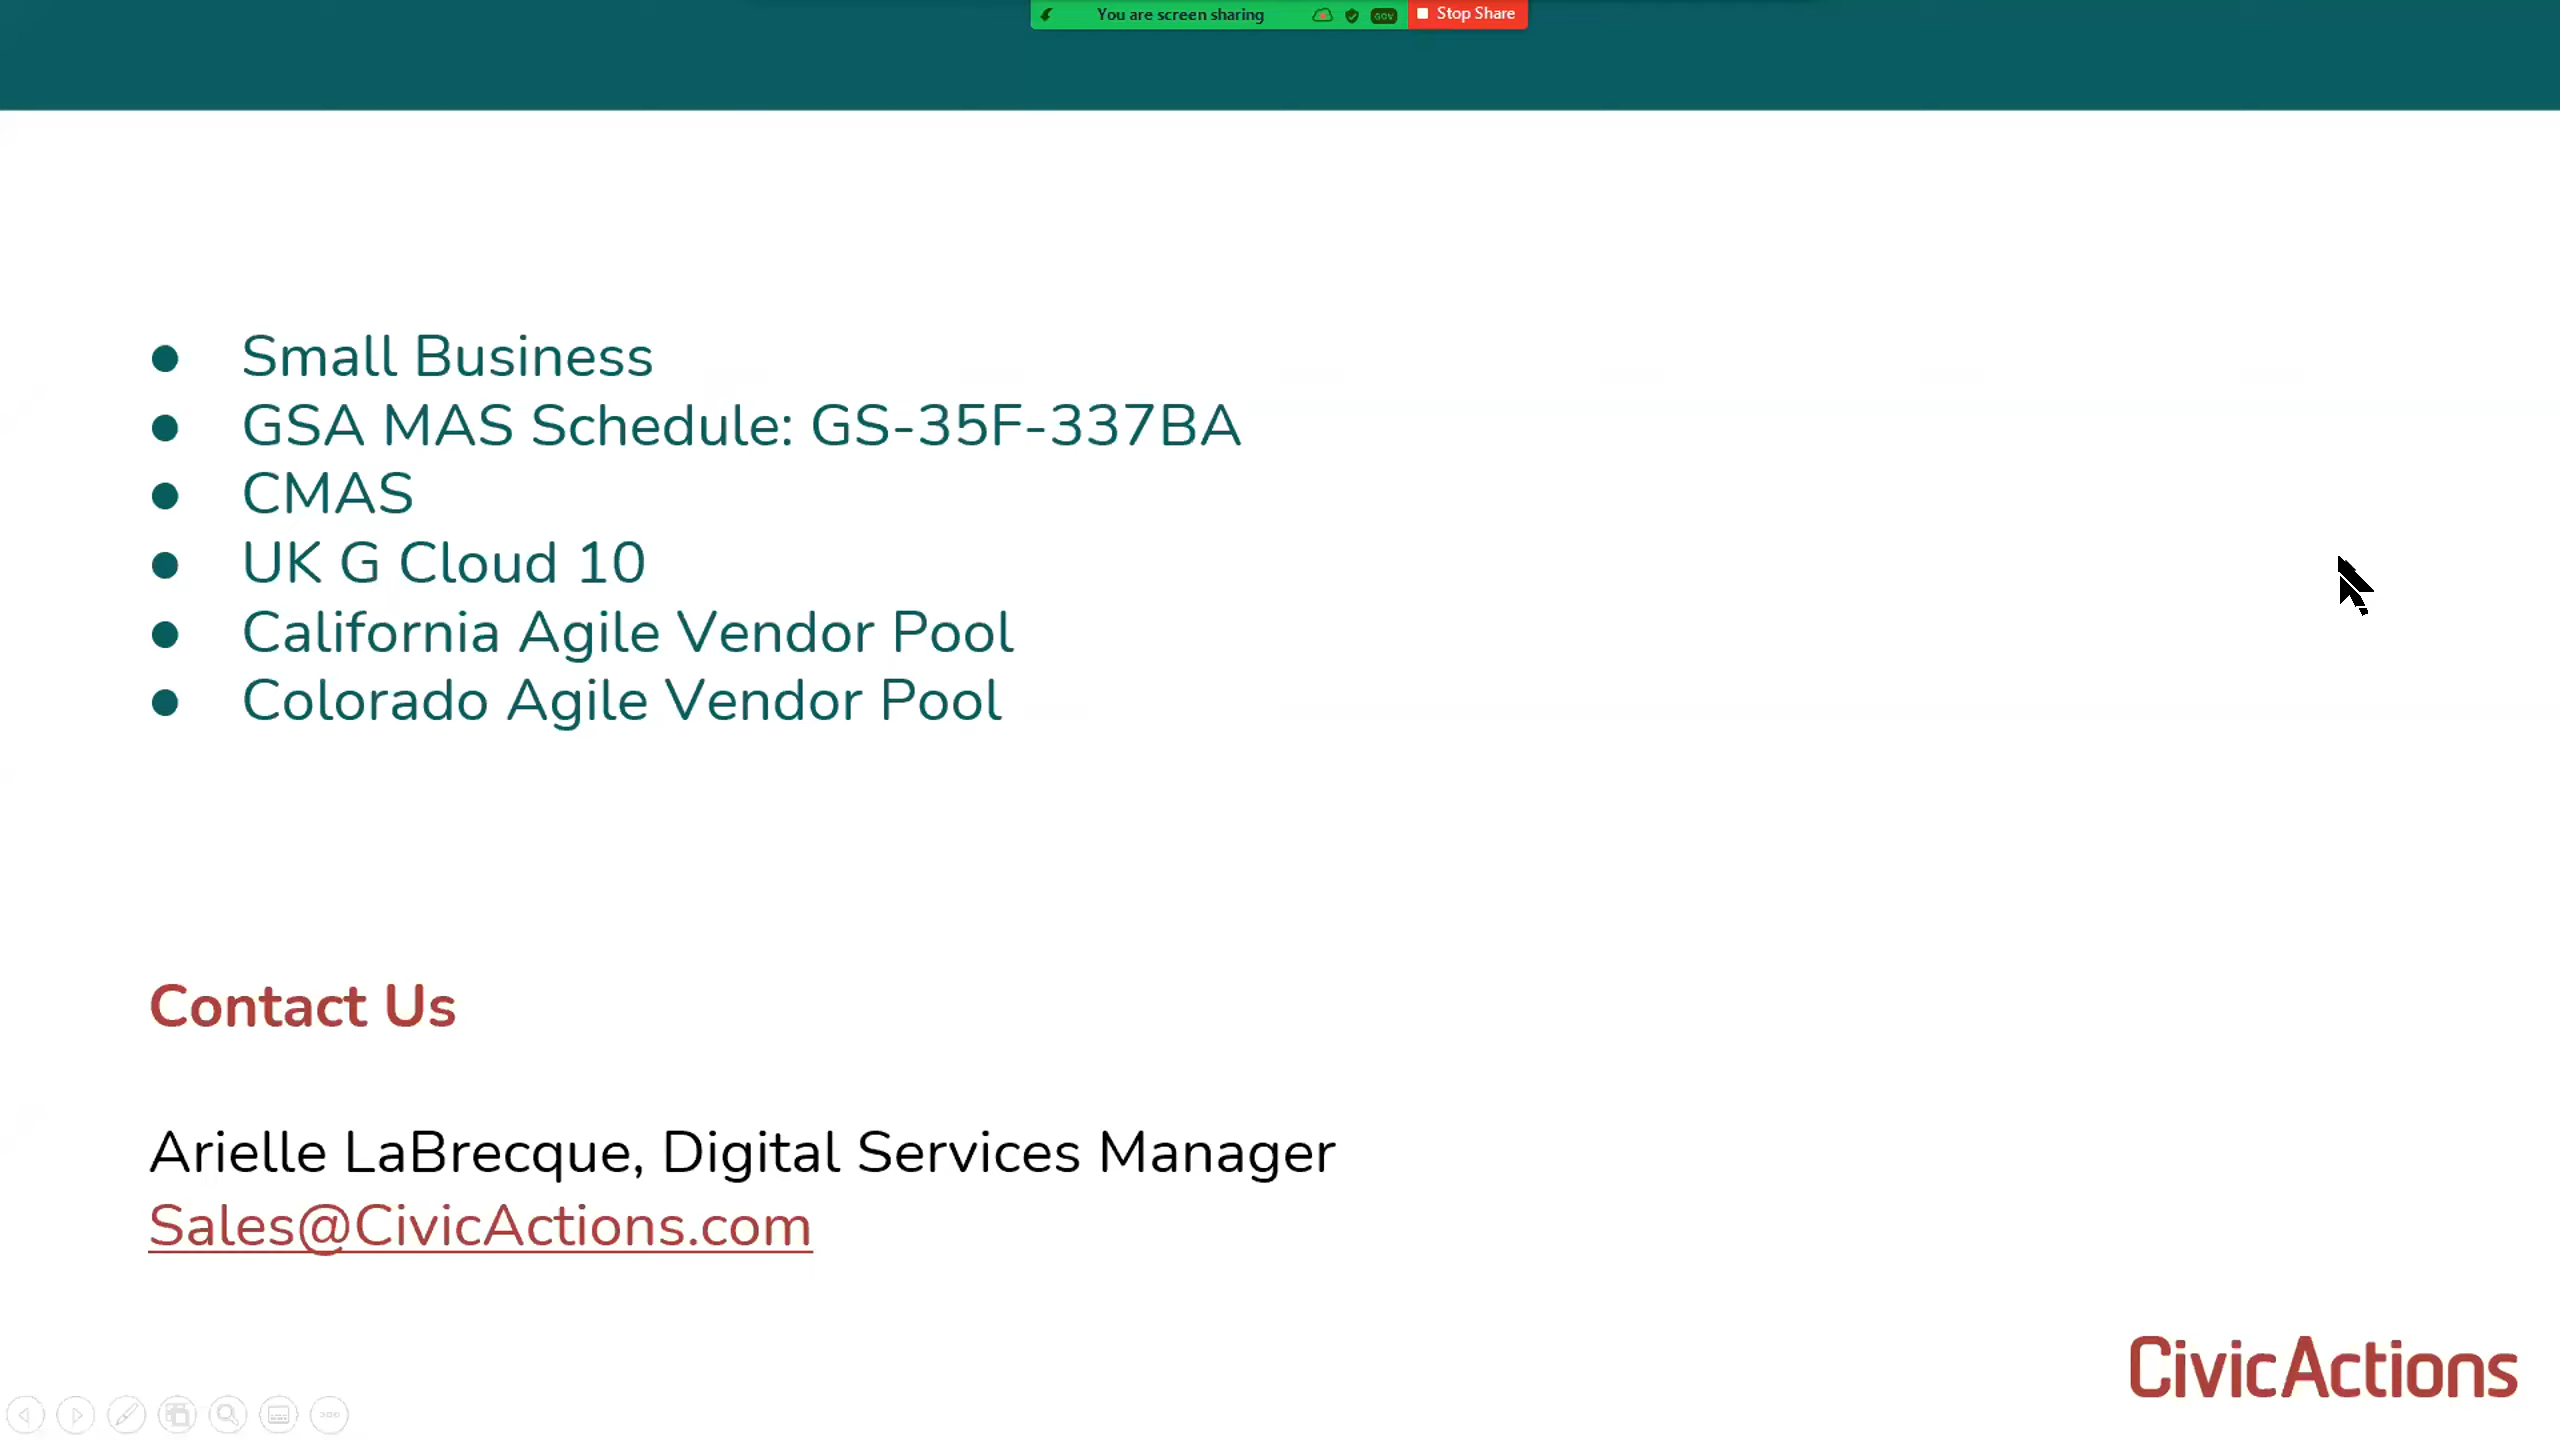 You are screen sharing
GOV
Stop Share
● Small Business
● GSA MAS Schedule: GS-35F-337BA
● CMAS
● UK G Cloud 10
● California Agile Vendor Pool
● Colorado Agile Vendor Pool
Contact Us
Arielle LaBrecque, Digital Services Manager
Sales@CivicActions.com
CivicActions